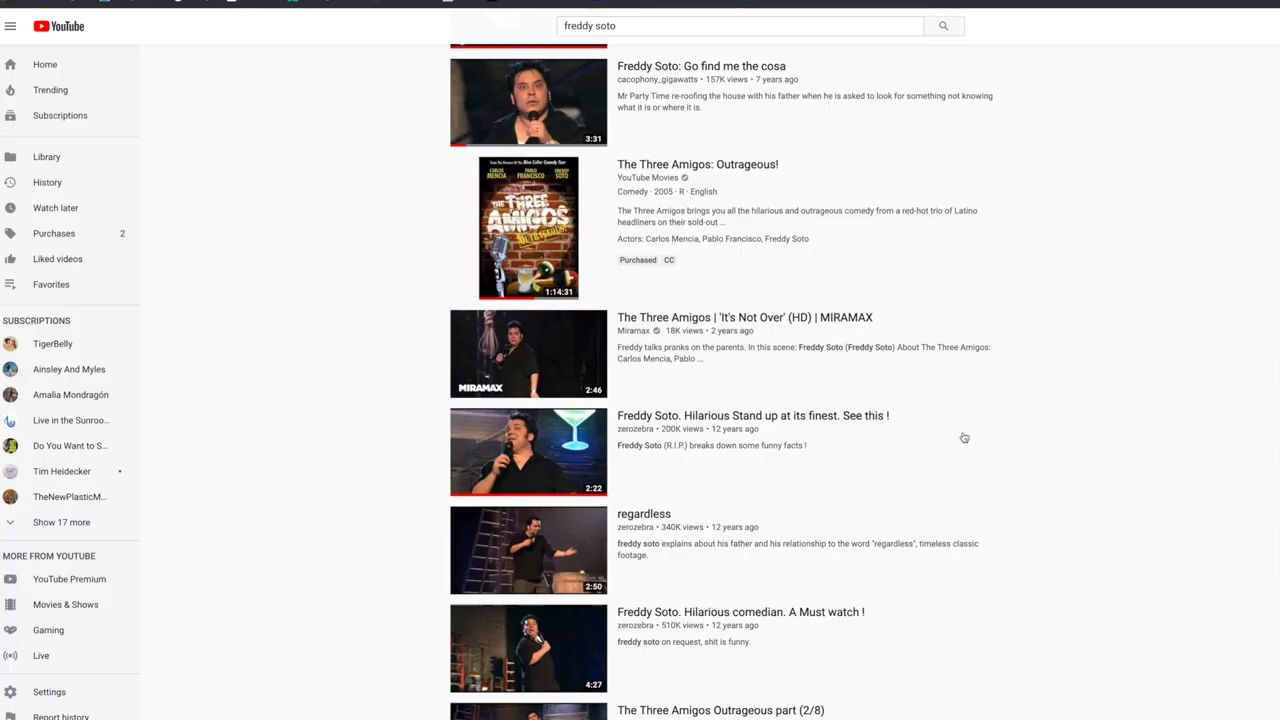 YouTube
freddy soto
Home
Trending
Subscriptions
Library
History
Watch later
Purchases 2
Liked videos
Favorites
SUBSCRIPTIONS
TigerBelly
Ainsley And Myles
Amalia Mondragón
Live in the Sunroo...
Do You Want to S...
Tim Heidecker
TheNewPlasticM...
Show 17 more
MORE FROM YOUTUBE
YouTube Premium
Movies & Shows
Gaming
Live
Settings
Report history
3:31
Freddy Soto: Go find me the cosa
cacophony_gigawatts • 157K views • 7 years ago
Mr Party Time re-roofing the house with his father when he is asked to look for something not knowing
what it is or where it is.
CARLOS MENCIA PABLO FRANCISCO FREDDY SOTO
THE THREE
AMIGOS
OUTRAGEOUS!
1:14:31
The Three Amigos: Outrageous!
YouTube Movies
Comedy • 2005 • R • English
The Three Amigos brings you all the hilarious and outrageous comedy from a red-hot trio of Latino
headliners on their sold-out ...
Actors: Carlos Mencia, Pablo Francisco, Freddy Soto
Purchased CC
MIRAMAX
2:46
The Three Amigos | 'It's Not Over' (HD) | MIRAMAX
Miramax 18K views • 2 years ago
Freddy talks pranks on the parents. In this scene: Freddy Soto (Freddy Soto) About The Three Amigos:
Carlos Mencia, Pablo ...
2:22
Freddy Soto. Hilarious Stand up at its finest. See this !
zerozebra • 200K views • 12 years ago
Freddy Soto (R.I.P.) breaks down some funny facts !
2:50
regardless
zerozebra • 340K views • 12 years ago
freddy soto explains about his father and his relationship to the word "regardless", timeless classic
footage.
4:27
Freddy Soto. Hilarious comedian. A Must watch !
zerozebra • 510K views • 12 years ago
freddy soto on request, shit is funny.
The Three Amigos Outrageous part (2/8)